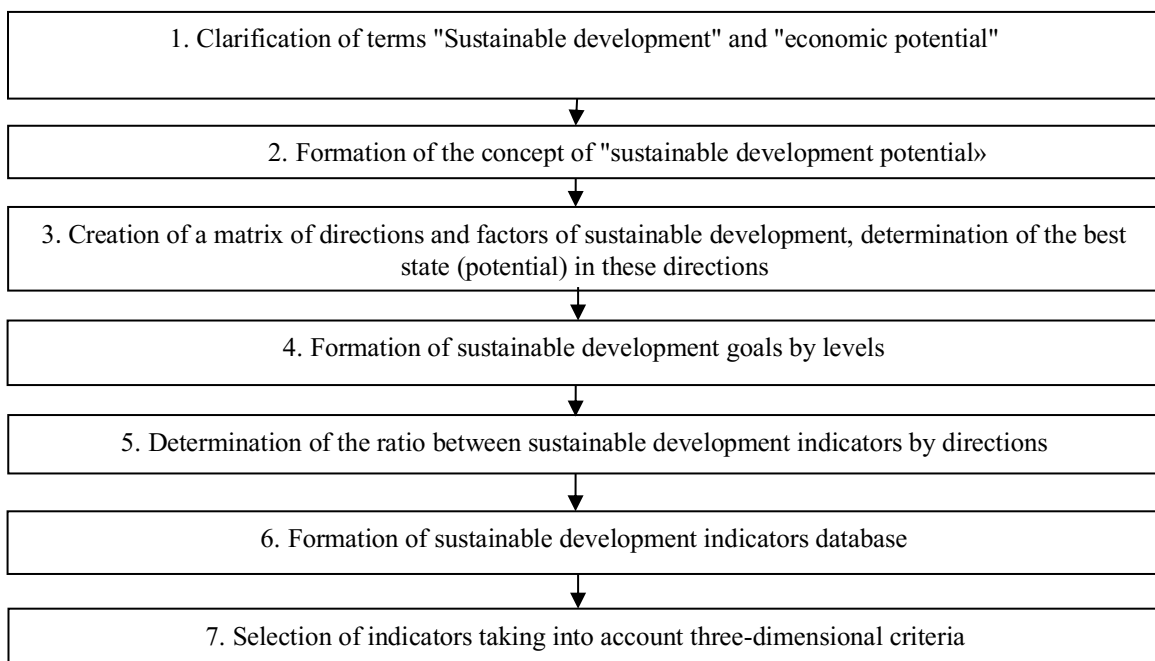 1. Clarification of terms "Sustainable development" and "economic potential"
2. Formation of the concept of "sustainable development potential»
3. Creation of a matrix of directions and factors of sustainable development, determination of the best
state (potential) in these directions
4. Formation of sustainable development goals by levels
5. Determination of the ratio between sustainable development indicators by directions
6. Formation of sustainable development indicators database
7. Selection of indicators taking into account three-dimensional criteria